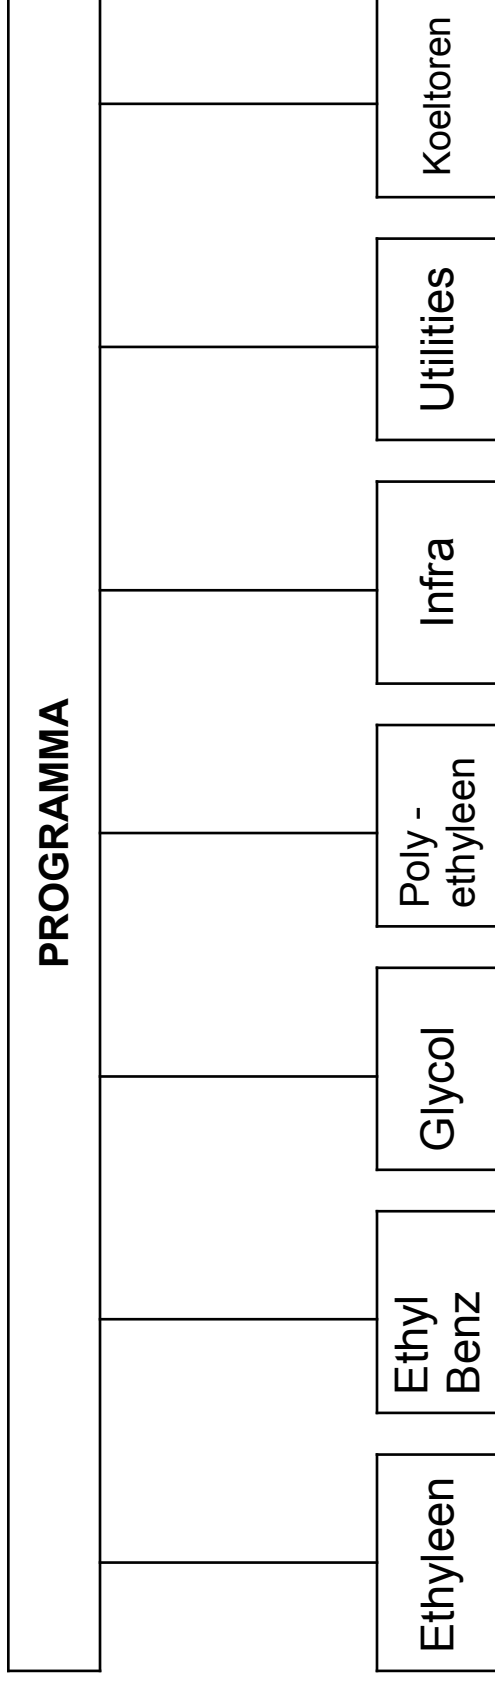 PROGRAMMA
Ethyleen
Ethyl
Benz
Glycol
Poly -
ethyleen
Infra
Utilities
Koeltoren